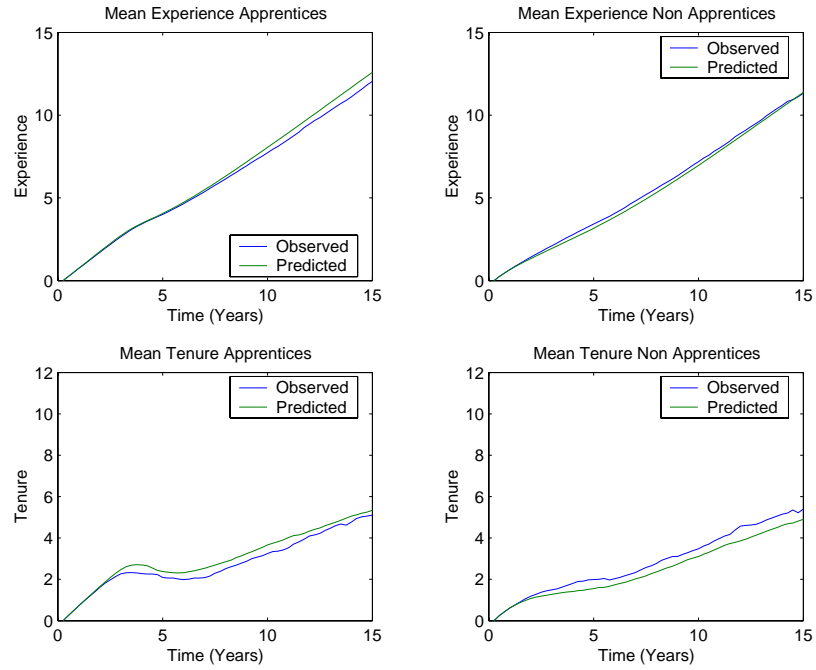 Mean Experience Apprentices
15
10
5
0
Experience
Observed
Predicted
0 5 10 15
Time (Years)
Mean Experience Non Apprentices
15
10
5
0
Experience
Observed
Predicted
0 5 10 15
Time (Years)
Mean Tenure Apprentices
12
10
8
6
4
2
0
Tenure
Observed
Predicted
0 5 10 15
Time (Years)
Mean Tenure Non Apprentices
12
10
8
6
4
2
0
Tenure
Observed
Predicted
0 5 10 15
Time (Years)